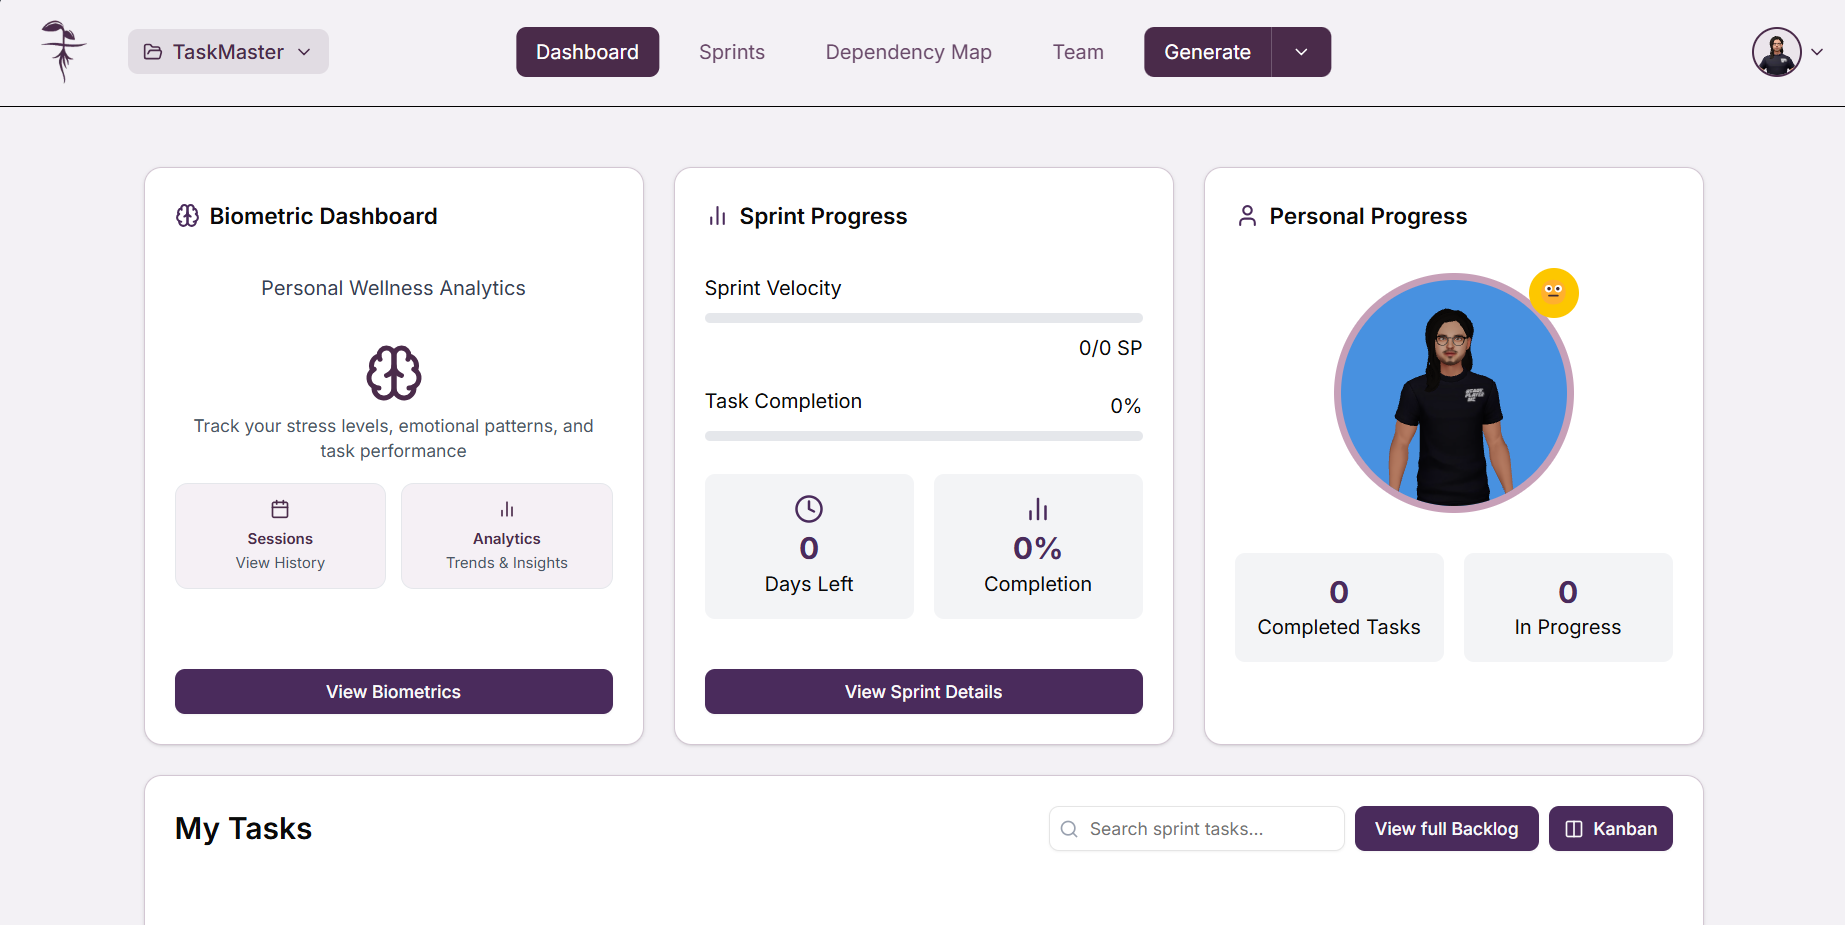 TaskMaster
Dashboard
Sprints
Dependency Map
Team
Generate
Biometric Dashboard
Personal Wellness Analytics
Track your stress levels, emotional patterns, and
task performance
Sessions
View History
Analytics
Trends & Insights
View Biometrics
Sprint Progress
Sprint Velocity
0/0 SP
Task Completion
0%
0
Days Left
0%
Completion
View Sprint Details
Personal Progress
0
Completed Tasks
0
In Progress
My Tasks
Search sprint tasks...
View full Backlog
Kanban